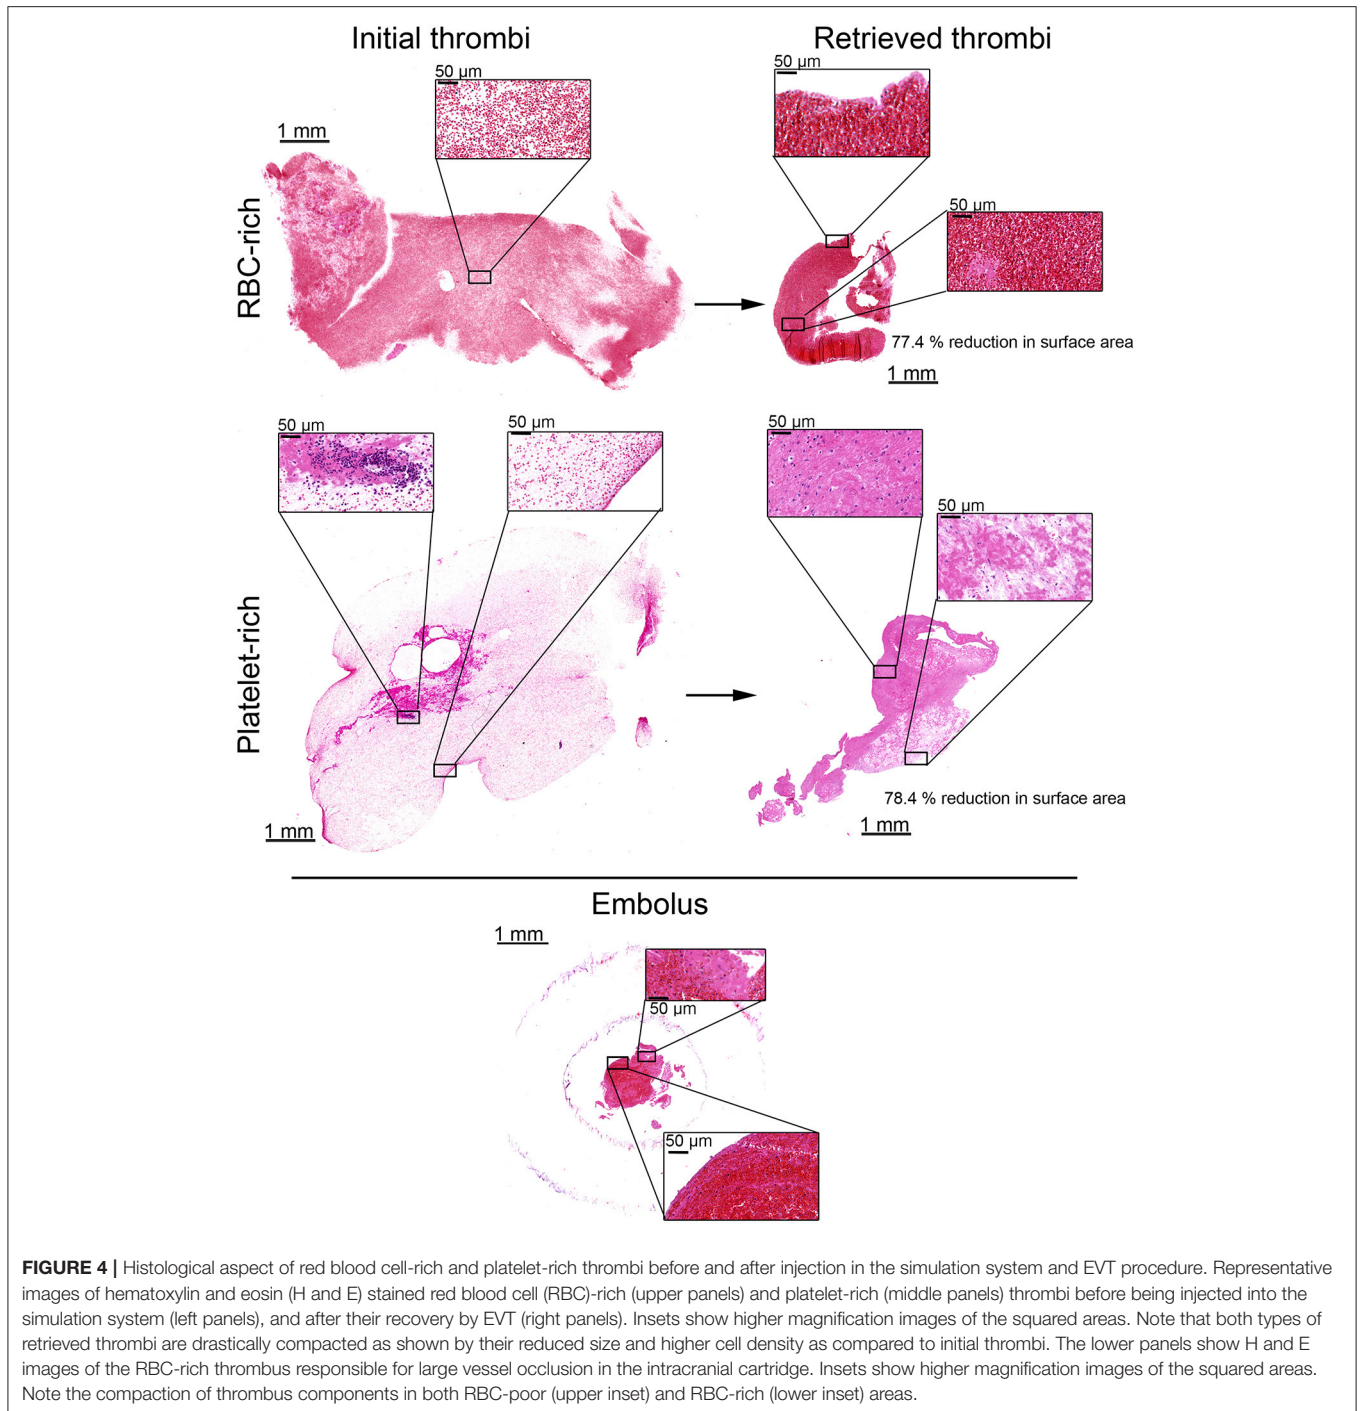 Initial thrombi
Retrieved thrombi
50 µm
50 µm
1 mm
50 µm
RBC-rich
77.4 % reduction in surface area
1 mm
50 µm
50 µm
50 µm
50 µm
Platelet-rich
78.4 % reduction in surface area
1 mm
1 mm
Embolus
1 mm
50 µm
50 µm
FIGURE 4 | Histological aspect of red blood cell-rich and platelet-rich thrombi before and after injection in the simulation system and EVT procedure. Representative
images of hematoxylin and eosin (H and E) stained red blood cell (RBC)-rich (upper panels) and platelet-rich (middle panels) thrombi before being injected into the
simulation system (left panels), and after their recovery by EVT (right panels). Insets show higher magnification images of the squared areas. Note that both types of
retrieved thrombi are drastically compacted as shown by their reduced size and higher cell density as compared to initial thrombi. The lower panels show H and E
images of the RBC-rich thrombus responsible for large vessel occlusion in the intracranial cartridge. Insets show higher magnification images of the squared areas.
Note the compaction of thrombus components in both RBC-poor (upper inset) and RBC-rich (lower inset) areas.